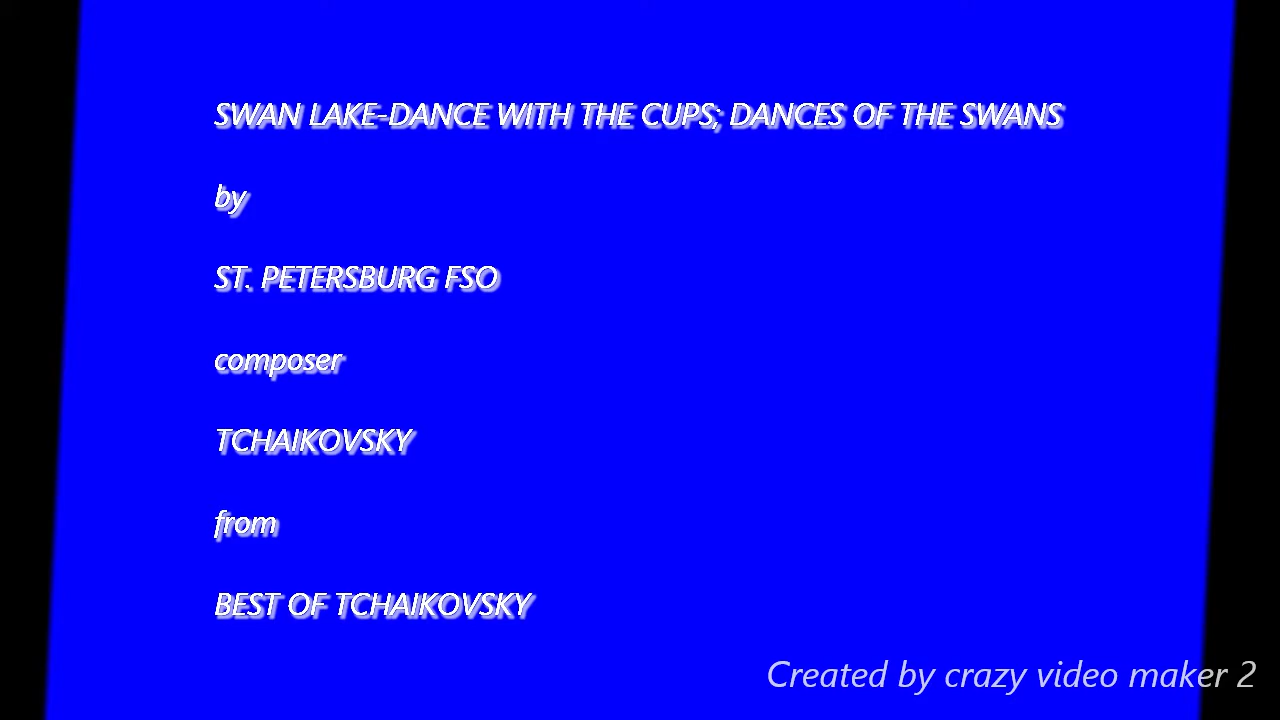 SWAN LAKE-DANCE WITH THE CUPS; DANCES OF THE SWANS
by
ST. PETERSBURG FSO
composer
TCHAIKOVSKY
from
BEST OF TCHAIKOVSKY
Created by crazy video maker 2